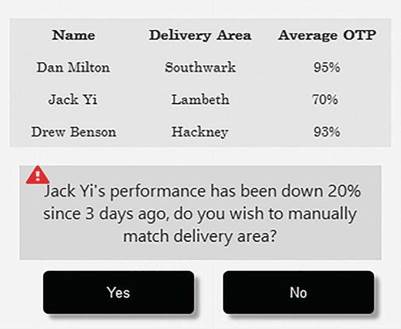 Name Delivery Area Average OTP
Dan Milton Southwark 95%
Jack Yi Lambeth 70%
Drew Benson Hackney 93%
Jack Yi's performance has been down 20%
since 3 days ago, do you wish to manually
match delivery area?
Yes No